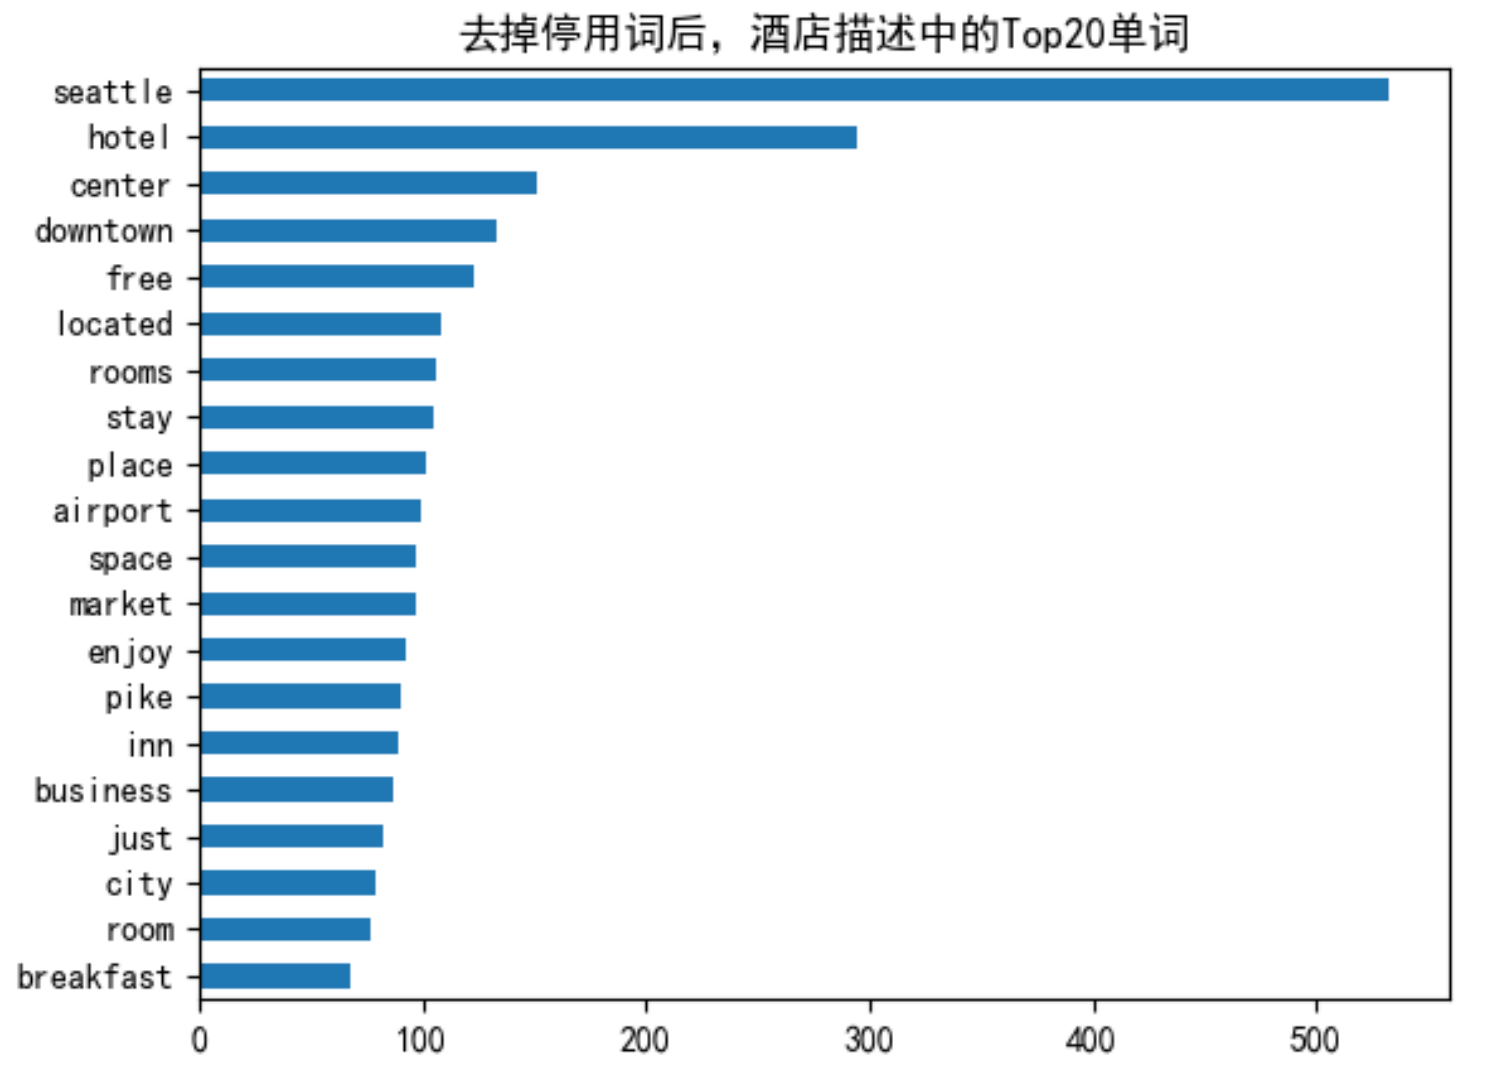 去掉停用词后，酒店描述中的Top20单词
seattle
hotel
center
downtown
free
located
rooms
stay
place
airport
space
market
enjoy
pike
inn
business
just
city
room
breakfast
0 100 200 300 400 500